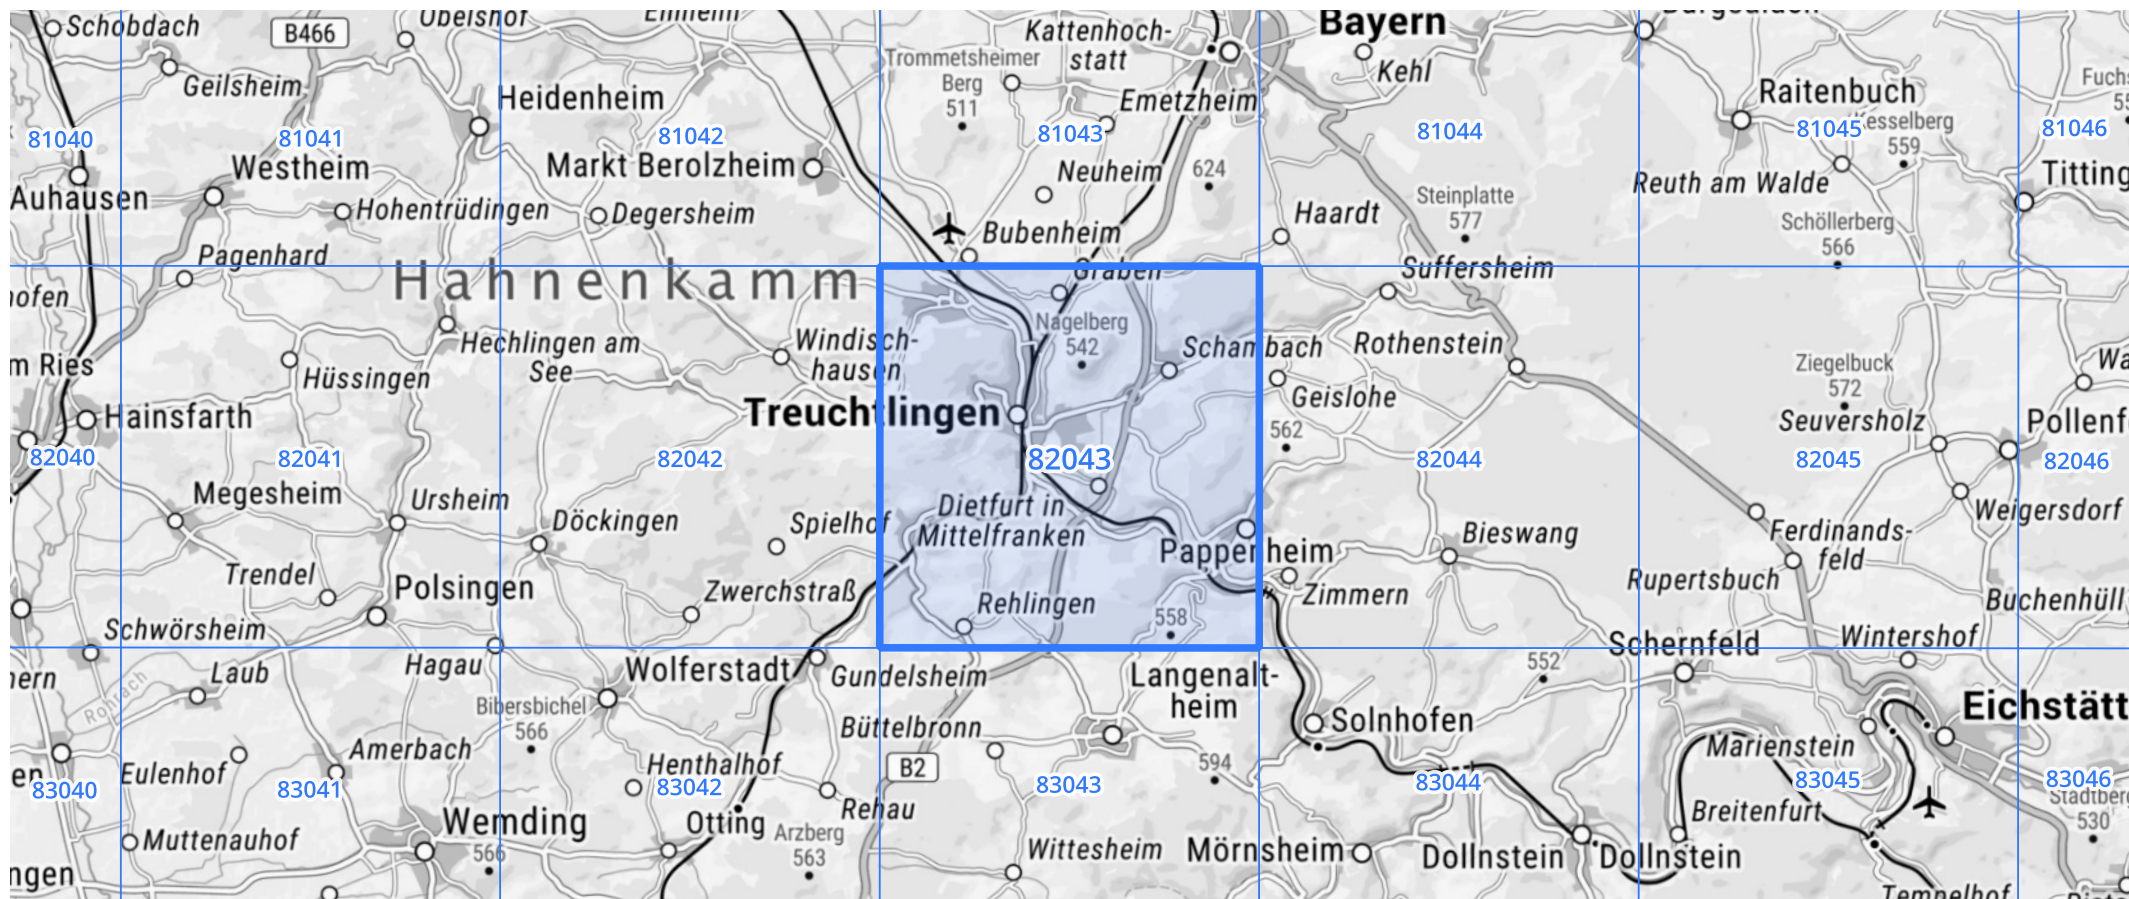 Schobdach
B466
Obelshof
Geilsheim
Heidenheim
Trommetsheimer
Berg
511
Kattenhoch-
statt
Emetzheim
Bayern
Kehl
Raitenbuch
Kesselberg
559
81040
81041
81042
81043
81044
81045
81046
Westheim
Markt Berolzheim
Neuheim
624
Auhausen
Hohentrüdingen
Degersheim
Steinplatte
577
Reuth am Walde
Titting
Haardt
Schöllerberg
566
Pagenhard
Bubenheim
Hahnenkamm
Graben
Suffersheim
hofen
Nagelberg
542
Hechlingen am
See
Windisch-
hausen
Schambach
Rothenstein
m Ries
Hüssingen
Ziegelbuck
572
Geislohe
Hainsfarth
Treuchtlingen
562
Seuversholz
Pollenf
82040
82041
82042
82043
82044
82045
82046
Megesheim
Ursheim
Döckingen
Spielhof
Dietfurt in
Mittelfranken
Weigersdorf
Bieswang
Ferdinands-
feld
Pappenheim
Trendel
Polsingen
Zwerchstraß
Rehlingen
558
Zimmern
Rupertsbuch
Buchenhüll
Schwörsheim
Schernfeld
Wintershof
Laub
Hagau
Wolferstadt
Gundelsheim
Langenalt-
heim
552
Rohrach
Bibersbichel
566
Büttelbronn
Solnhofen
Eichstätt
Amerbach
Eulenhof
Henthalhof
B2
594
Marienstein
83040
83041
83042
83043
83044
83045
83046
Stadtberg
530
Breitenfurt
Rehau
Wemding
566
Otting
Arzberg
563
Muttenauhof
Wittesheim
Mörnsheim
Dollnstein
Dollnstein
ngen
Tempelhof